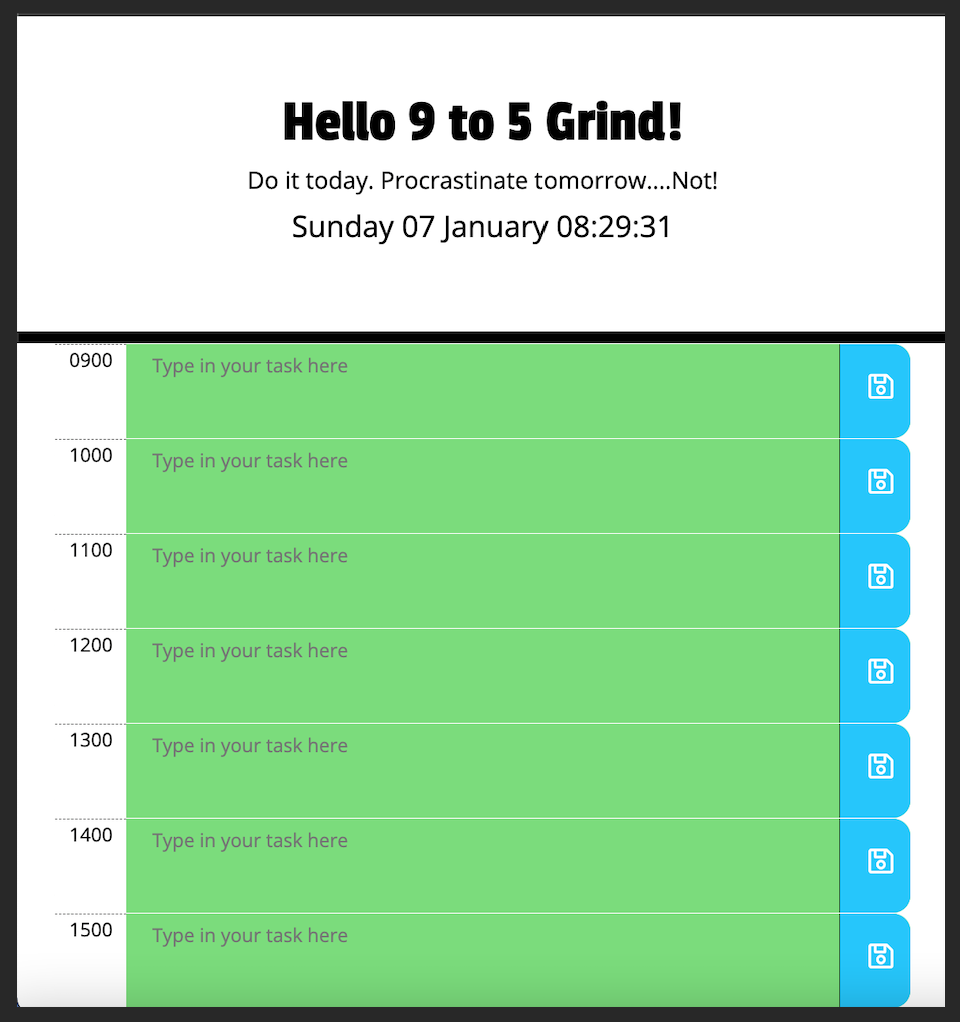 Hello 9 to 5 Grind!
Do it today. Procrastinate tomorrow....Not!
Sunday 07 January 08:29:31
0900 Type in your task here
1000 Type in your task here
1100 Type in your task here
1200 Type in your task here
1300 Type in your task here
1400 Type in your task here
1500 Type in your task here